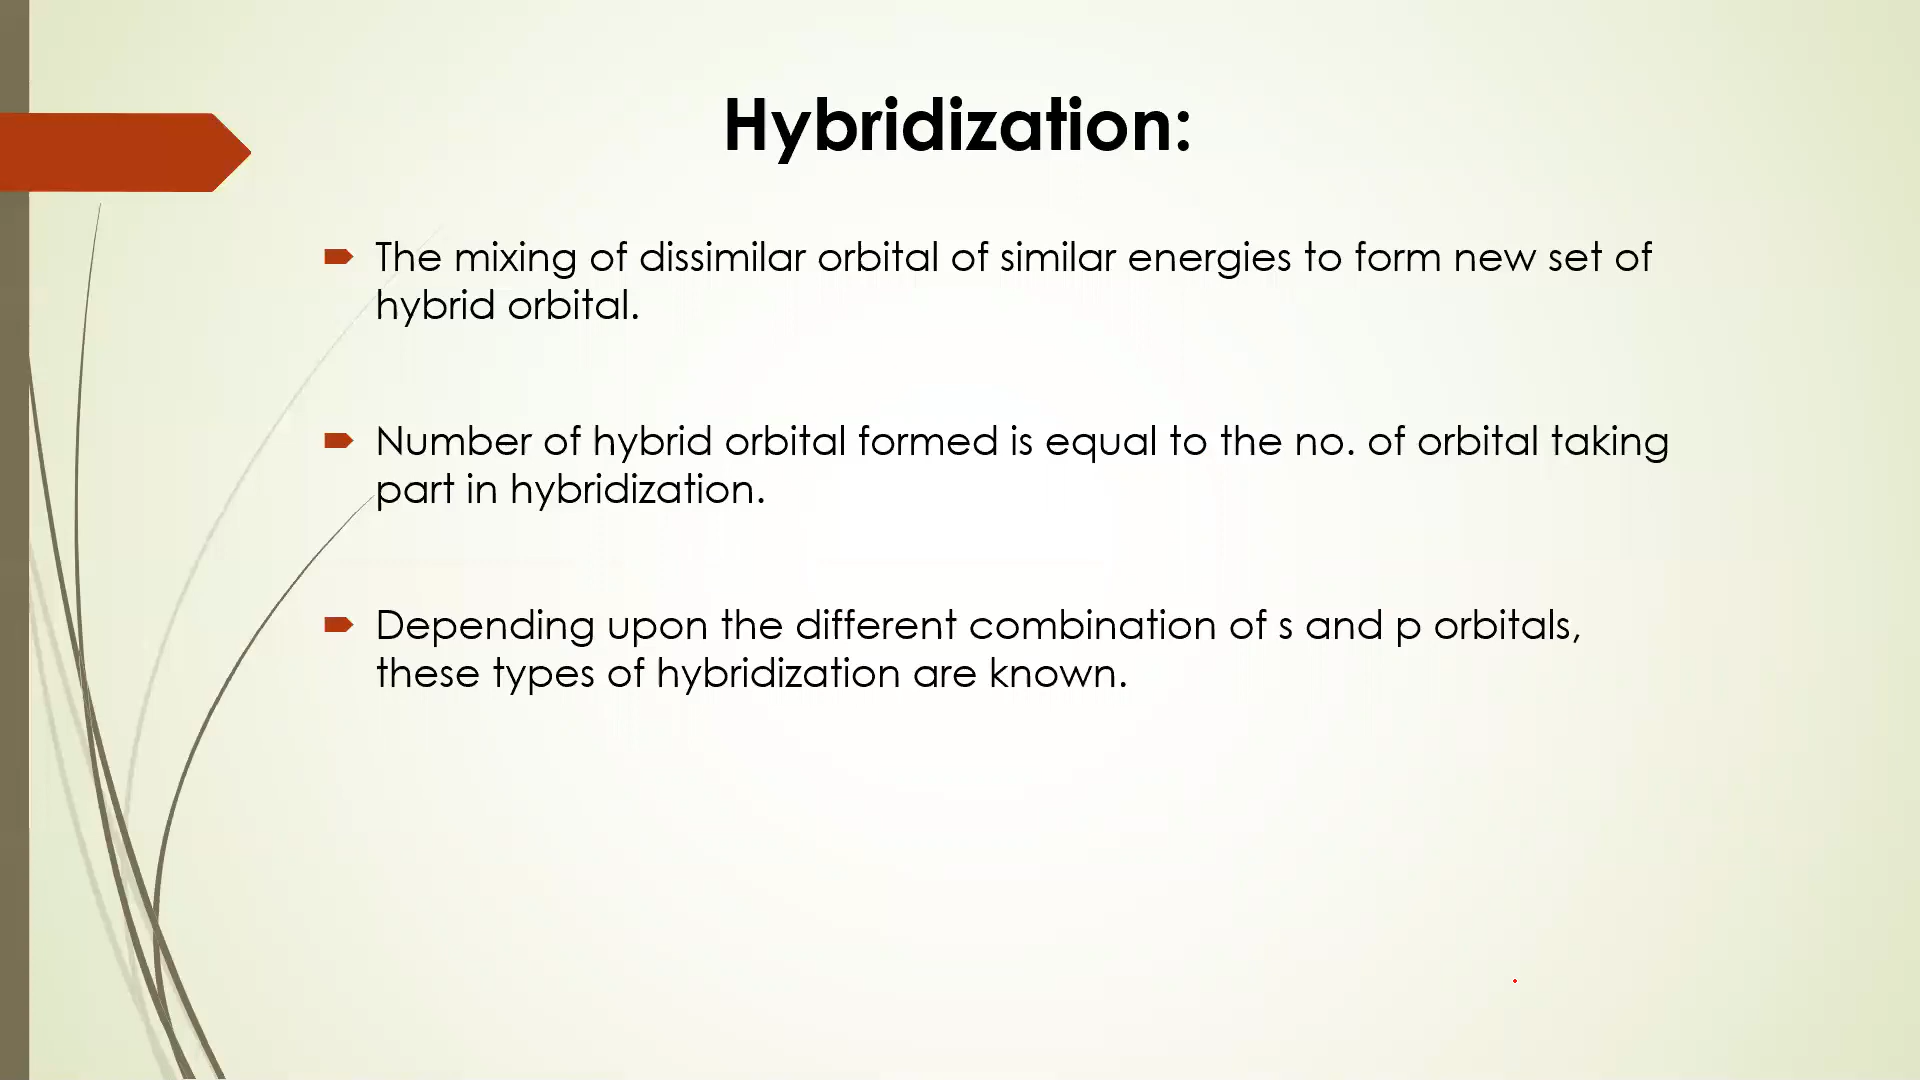 Hybridization:
The mixing of dissimilar orbital of similar energies to form new set of
hybrid orbital.
Number of hybrid orbital formed is equal to the no. of orbital taking
part in hybridization.
Depending upon the different combination of s and p orbitals,
these types of hybridization are known.